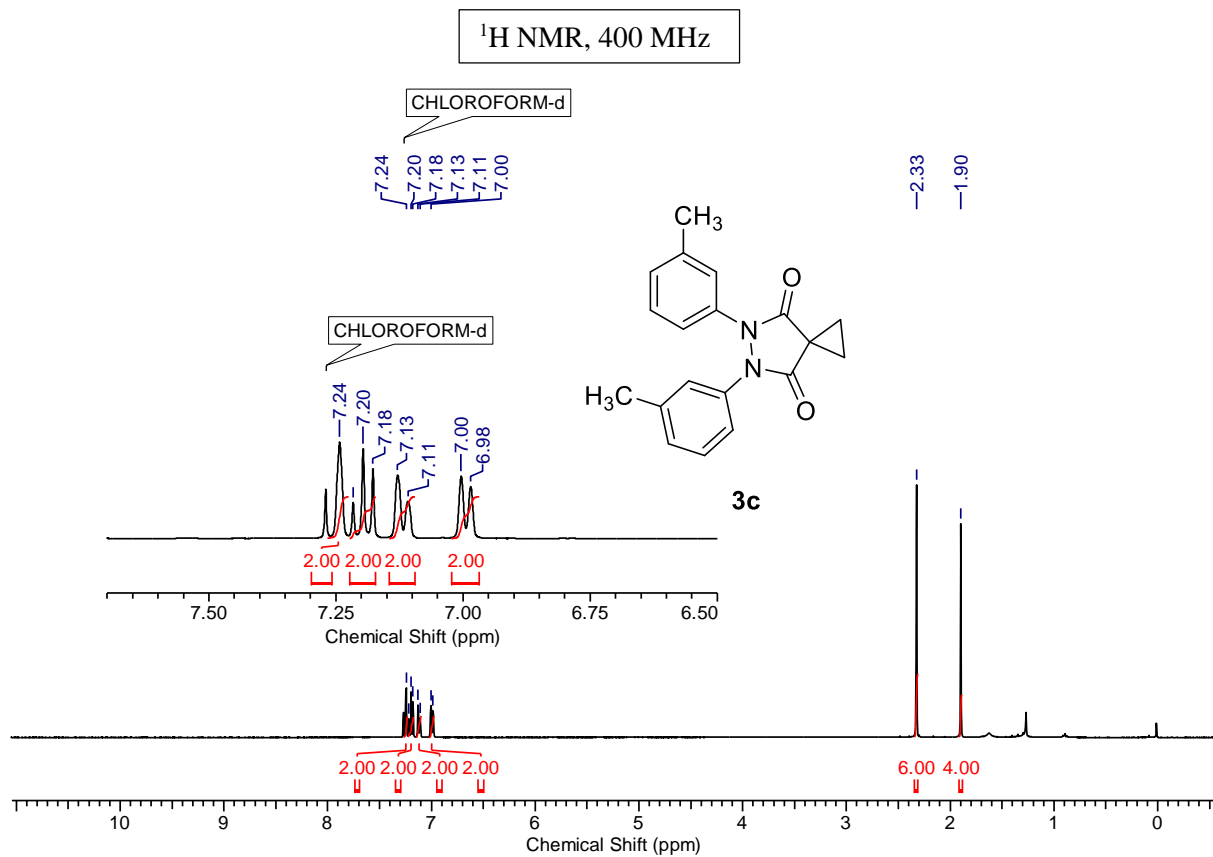 ¹H NMR, 400 MHz
CHLOROFORM-d
7.24
7.20
7.18
7.13
7.11
7.00
2.33
1.90
CH₃
O
N
N
O
H₃C
3c
CHLOROFORM-d
7.24
7.20
7.18
7.13
7.11
7.00
6.98
2.00 2.00 2.00 2.00
7.50 7.25 7.00 6.75 6.50
Chemical Shift (ppm)
2.00 2.00 2.00 2.00 6.00 4.00
10 9 8 7 6 5 4 3 2 1 0
Chemical Shift (ppm)